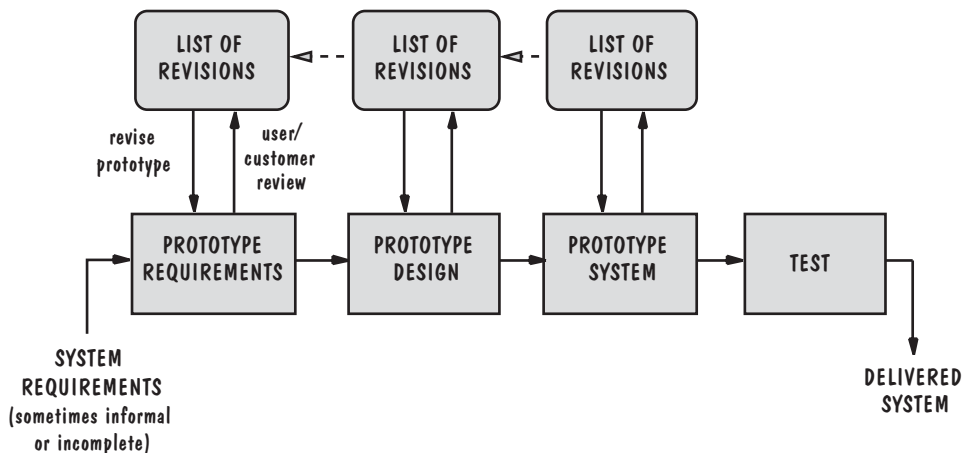 LIST OF
REVISIONS
LIST OF
REVISIONS
LIST OF
REVISIONS
revise
prototype
user/
customer
review
PROTOTYPE
REQUIREMENTS
PROTOTYPE
DESIGN
PROTOTYPE
SYSTEM
TEST
SYSTEM
REQUIREMENTS
(sometimes informal
or incomplete)
DELIVERED
SYSTEM